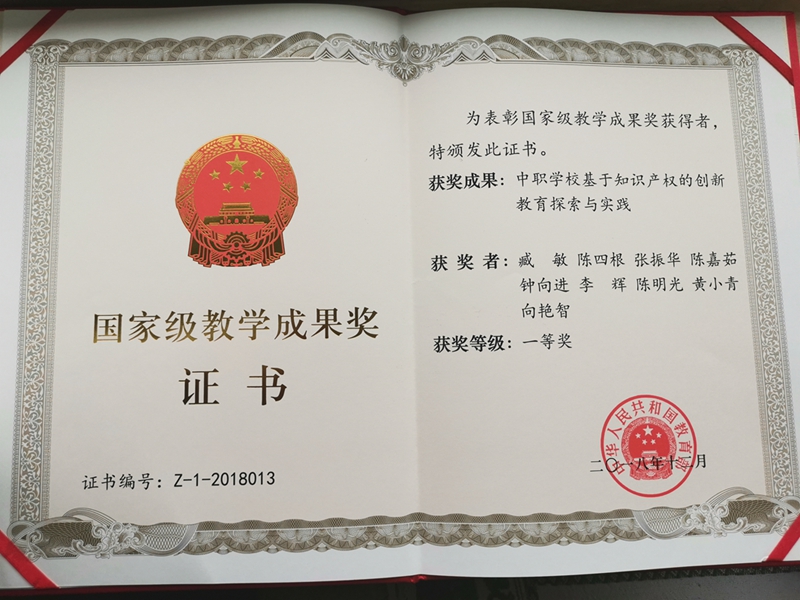 国家级教学成果奖
证书
证书编号：Z-1-2018013
为表彰国家级教学成果奖获得者，
特颁发此证书。
获奖成果：中职学校基于知识产权的创新
教育探索与实践
获奖者：臧 敏 陈四根 张振华 陈嘉茹
钟向进 李 辉 陈明光 黄小青
向艳智
获奖等级：一等奖
中华人民共和国教育部
二〇一八年十二月